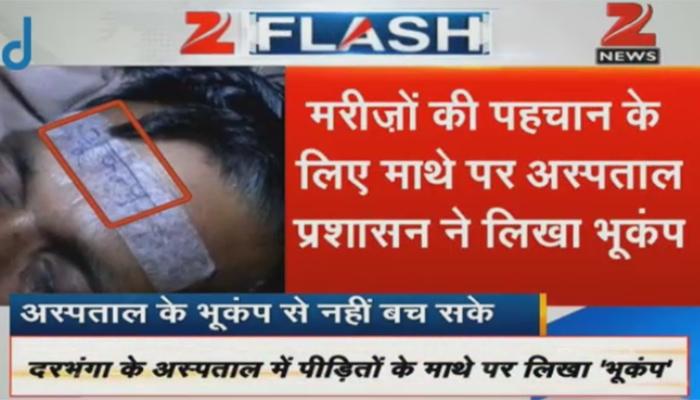 Z FLASH
Z
NEWS
मरीज़ों की पहचान के
लिए माथे पर अस्पताल
प्रशासन ने लिखा भूकंप
अस्पताल के भूकंप से नहीं बच सके
दरभंगा के अस्पताल में पीड़ितों के माथे पर लिखा 'भूकंप'